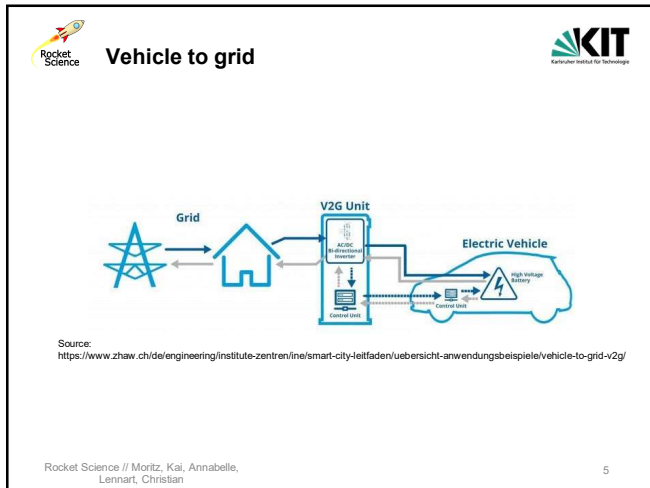 Rocket
Science
Vehicle to grid
KIT
Karlsruher Institut für Technologie
V2G Unit
Grid
AC/DC
Bi-directional
Inverter
Electric Vehicle
High Voltage
Battery
Control Unit
Control Unit
Source:
https://www.zhaw.ch/de/engineering/institute-zentren/ine/smart-city-leitfaden/uebersicht-anwendungsbeispiele/vehicle-to-grid-v2g/
Rocket Science // Moritz, Kai, Annabelle,
Lennart, Christian
5